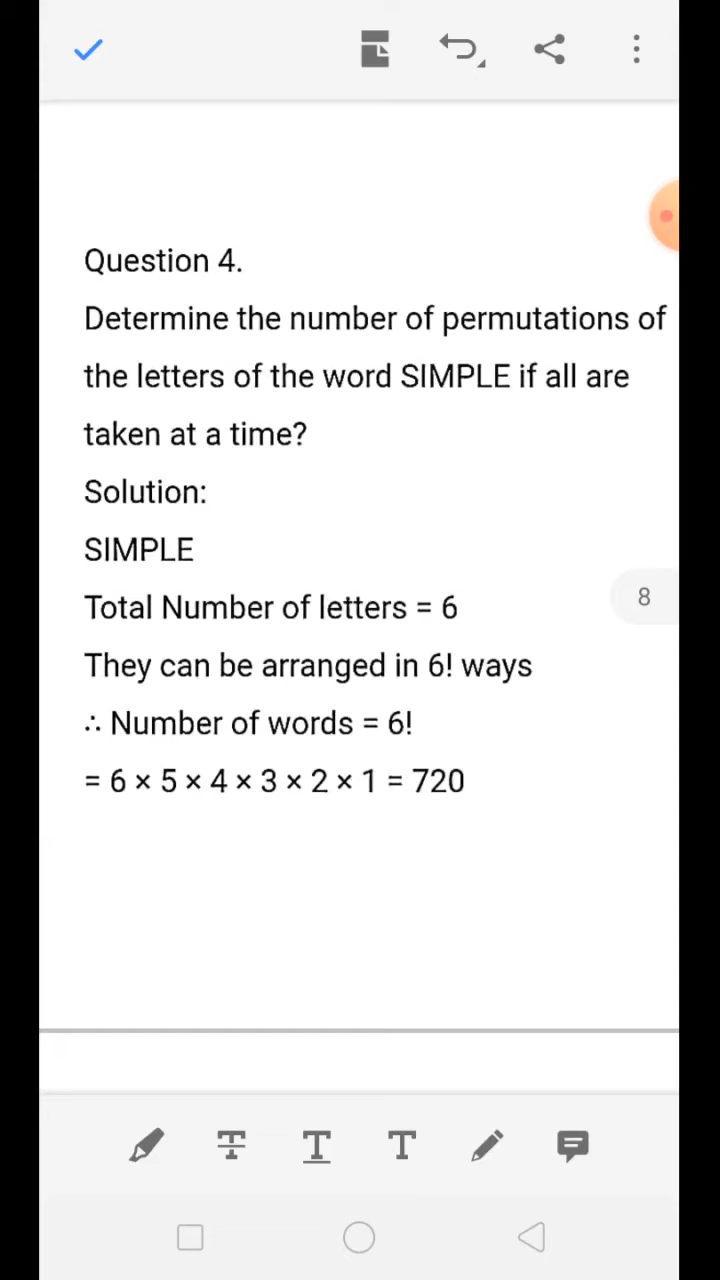 Question 4.
Determine the number of permutations of
the letters of the word SIMPLE if all are
taken at a time?
Solution:
SIMPLE
Total Number of letters = 6
8
They can be arranged in 6! ways
∴ Number of words = 6!
= 6 × 5 × 4 × 3 × 2 × 1 = 720
T
T
T